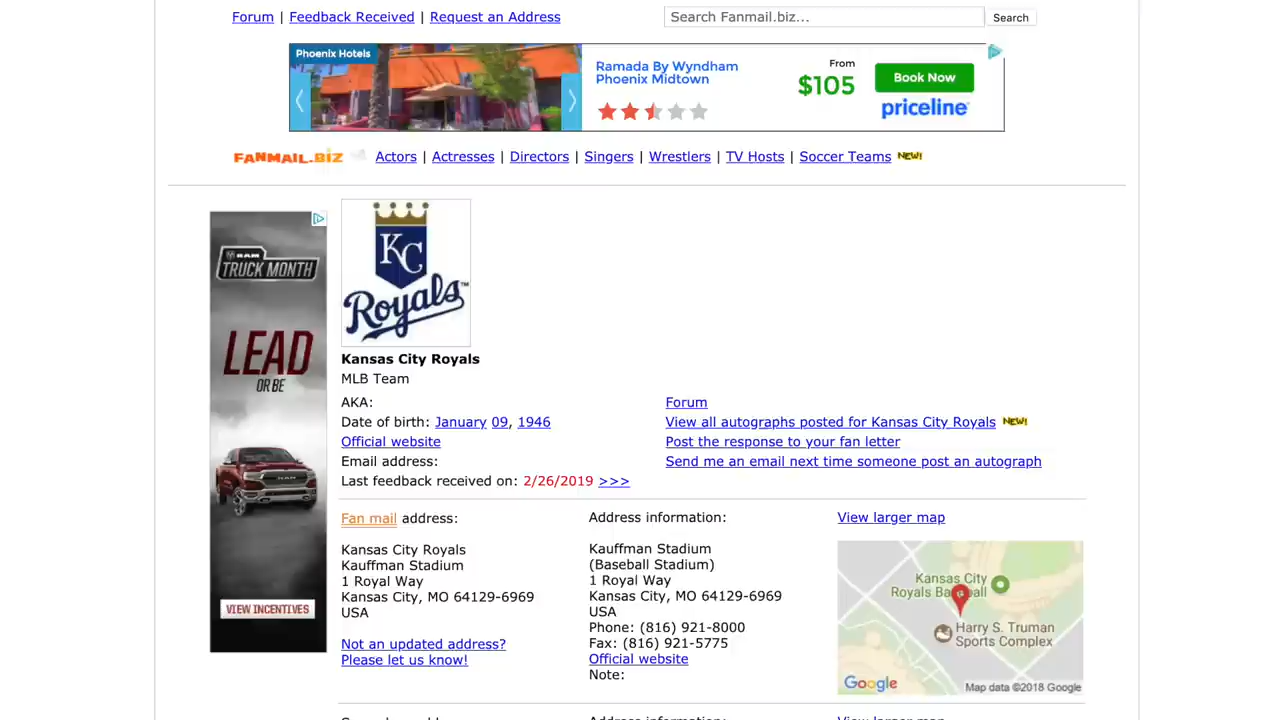 Forum | Feedback Received | Request an Address
Search Fanmail.biz...
Search
Phoenix Hotels
Ramada By Wyndham
Phoenix Midtown
From
$105
Book Now
priceline
FANMAIL.BIZ
Actors | Actresses | Directors | Singers | Wrestlers | TV Hosts | Soccer Teams NEW!
RAM
TRUCK MONTH
LEAD
OR BE
RAM
VIEW INCENTIVES
KC
Royals™
Kansas City Royals
MLB Team
AKA:
Date of birth: January 09, 1946
Official website
Email address:
Last feedback received on: 2/26/2019 >>>
Forum
View all autographs posted for Kansas City Royals NEW!
Post the response to your fan letter
Send me an email next time someone post an autograph
Fan mail address:
Kansas City Royals
Kauffman Stadium
1 Royal Way
Kansas City, MO 64129-6969
USA
Not an updated address?
Please let us know!
Address information:
Kauffman Stadium
(Baseball Stadium)
1 Royal Way
Kansas City, MO 64129-6969
USA
Phone: (816) 921-8000
Fax: (816) 921-5775
Official website
Note:
View larger map
Kansas City
Harry S. Truman
Sports Complex
Google
Map data ©2018 Google
Address information:
View larger map